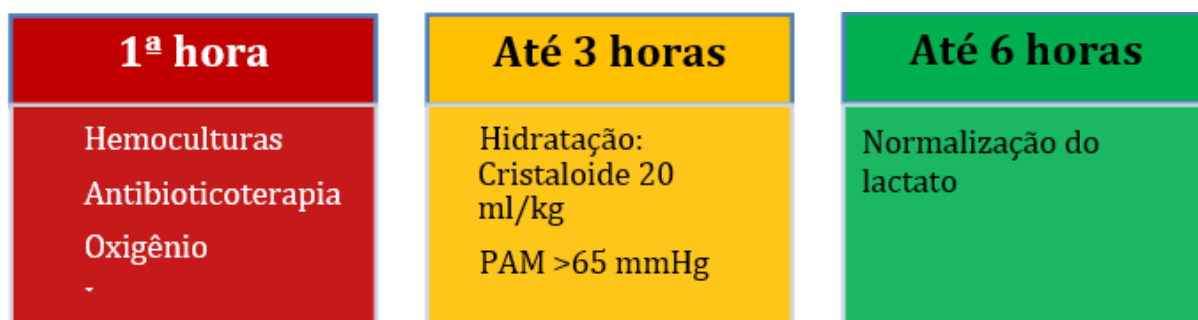 1ª hora
Hemoculturas
Antibioticoterapia
Oxigênio
Até 3 horas
Hidratação:
Cristaloide 20
ml/kg
PAM >65 mmHg
Até 6 horas
Normalização do
lactato